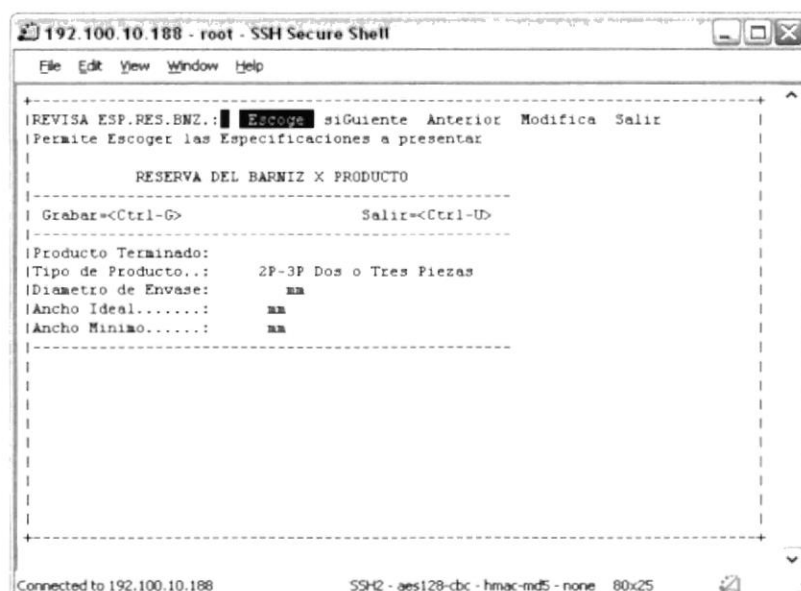 192.100.10.188 - root - SSH Secure Shell
File Edit View Window Help
REVISA ESP.RES.BNZ.: Escoge siGuiente Anterior Modifica Salir
Permite Escoger las Especificaciones a presentar
RESERVA DEL BARNIZ X PRODUCTO
Grabar=<Ctrl-G> Salir=<Ctrl-U>
Producto Terminado:
Tipo de Producto..: 2P-3P Dos o Tres Piezas
Diametro de Envase: mm
Ancho Ideal.......: mm
Ancho Minimo......: mm
Connected to 192.100.10.188 SSH2 - aes128-cbc - hmac-md5 - none 80x25